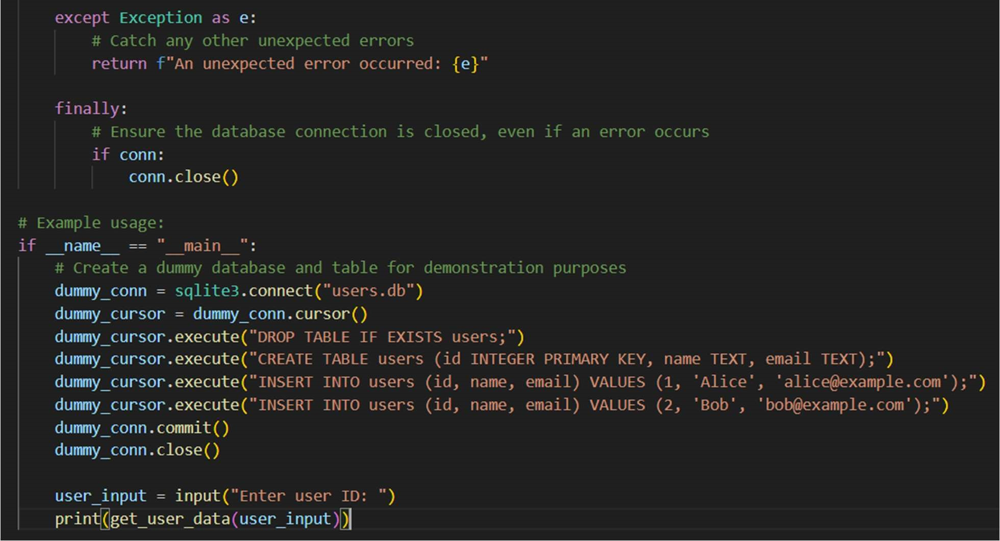 except Exception as e:
# Catch any other unexpected errors
return f"An unexpected error occurred: {e}"
finally:
# Ensure the database connection is closed, even if an error occurs
if conn:
conn.close()
# Example usage:
if __name__ == "__main__":
# Create a dummy database and table for demonstration purposes
dummy_conn = sqlite3.connect("users.db")
dummy_cursor = dummy_conn.cursor()
dummy_cursor.execute("DROP TABLE IF EXISTS users;")
dummy_cursor.execute("CREATE TABLE users (id INTEGER PRIMARY KEY, name TEXT, email TEXT);")
dummy_cursor.execute("INSERT INTO users (id, name, email) VALUES (1, 'Alice', 'alice@example.com');")
dummy_cursor.execute("INSERT INTO users (id, name, email) VALUES (2, 'Bob', 'bob@example.com');")
dummy_conn.commit()
dummy_conn.close()
user_input = input("Enter user ID: ")
print(get_user_data(user_input))